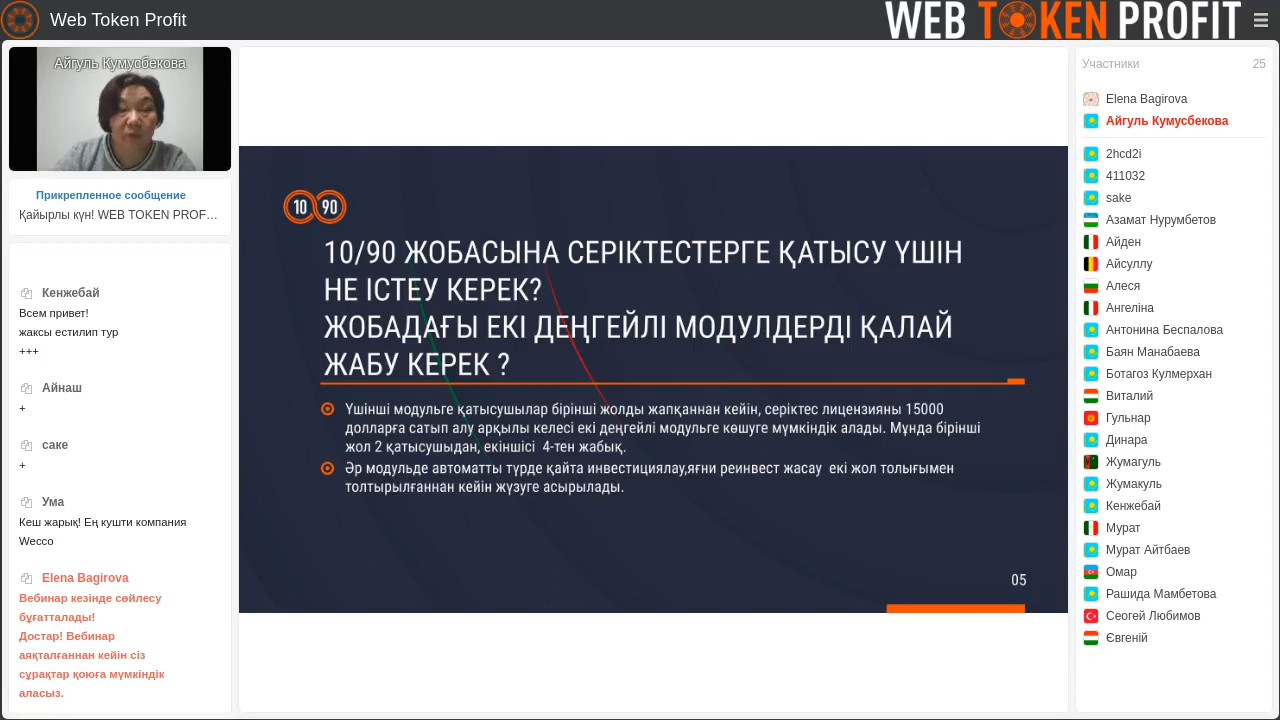 Web Token Profit
WEB TOKEN PROFIT
Айгуль Кумусбекова
Прикрепленное сообщение
Қайырлы күн! WEB TOKEN PROF…
Кенжебай
Всем привет!
жаксы естилип тур
+++
Айнаш
+
саке
+
Ума
Кеш жарық! Ең кушти компания
Wecco
Elena Bagirova
Вебинар кезінде сөйлесу
бұғатталады!
Достар! Вебинар
аяқталғаннан кейін сіз
сұрақтар қоюға мүмкіндік
аласыз.
10 90
10/90 ЖОБАСЫНА СЕРІКТЕСТЕРГЕ ҚАТЫСУ ҮШІН
НЕ ІСТЕУ КЕРЕК?
ЖОБАДАҒЫ ЕКІ ДЕҢГЕЙЛІ МОДУЛДЕРДІ ҚАЛАЙ
ЖАБУ КЕРЕК ?
Үшінші модульге қатысушылар бірінші жолды жапқаннан кейін, серіктес лицензияны 15000
долларға сатып алу арқылы келесі екі деңгейлі модульге көшуге мүмкіндік алады. Мұнда бірінші
жол 2 қатысушыдан, екіншісі 4-тен жабық.
Әр модульде автоматты түрде қайта инвестициялау,яғни реинвест жасау екі жол толығымен
толтырылғаннан кейін жүзуге асырылады.
05
Участники 25
Elena Bagirova
Айгуль Кумусбекова
2hcd2i
411032
sake
Азамат Нурумбетов
Айден
Айсуллу
Алеся
Ангеліна
Антонина Беспалова
Баян Манабаева
Ботагоз Кулмерхан
Виталий
Гульнар
Динара
Жумагуль
Жумакуль
Кенжебай
Мурат
Мурат Айтбаев
Омар
Рашида Мамбетова
Сеогей Любимов
Євгеній